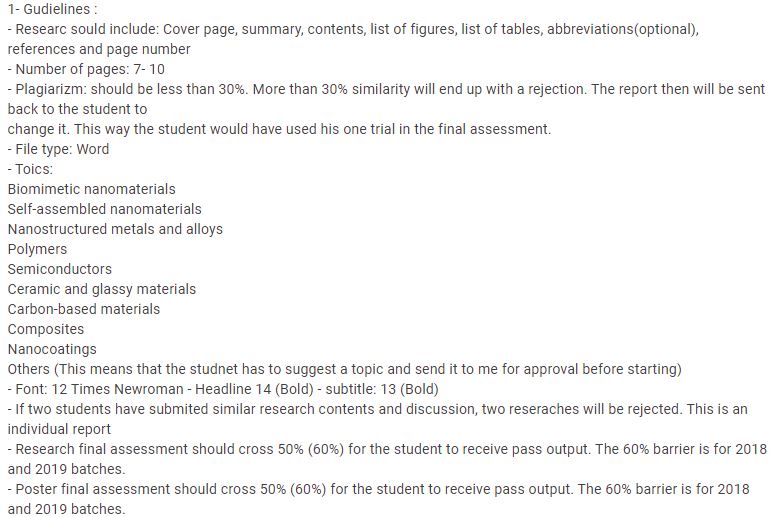 1- Gudielines :
- Researc sould include: Cover page, summary, contents, list of figures, list of tables, abbreviations(optional),
references and page number
- Number of pages: 7- 10
- Plagiarizm: should be less than 30%. More than 30% similarity will end up with a rejection. The report then will be sent
back to the student to
change it. This way the student would have used his one trial in the final assessment.
- File type: Word
- Toics:
Biomimetic nanomaterials
Self-assembled nanomaterials
Nanostructured metals and alloys
Polymers
Semiconductors
Ceramic and glassy materials
Carbon-based materials
Composites
Nanocoatings
Others (This means that the studnet has to suggest a topic and send it to me for approval before starting)
- Font: 12 Times Newroman - Headline 14 (Bold) - subtitle: 13 (Bold)
- If two students have submited similar research contents and discussion, two reseraches will be rejected. This is an
individual report
- Research final assessment should cross 50% (60%) for the student to receive pass output. The 60% barrier is for 2018
and 2019 batches.
- Poster final assessment should cross 50% (60%) for the student to receive pass output. The 60% barrier is for 2018
and 2019 batches.